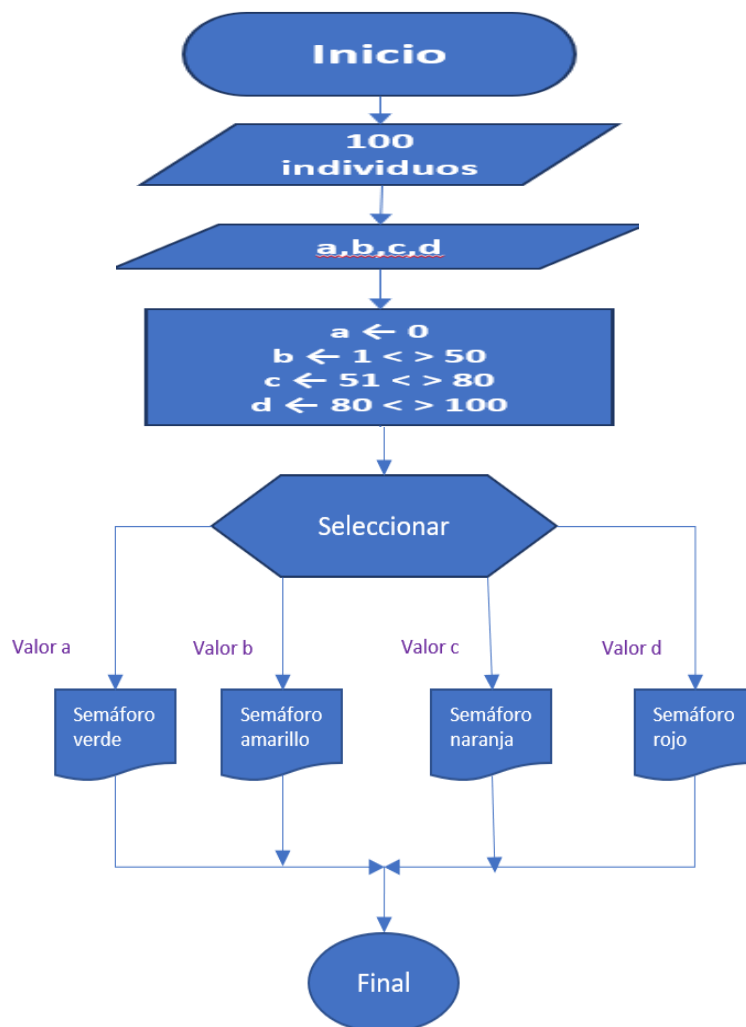 Inicio
100
individuos
a,b,c,d
a ← 0
b ← 1 < > 50
c ← 51 < > 80
d ← 80 < > 100
Seleccionar
Valor a
Valor b
Valor c
Valor d
Semáforo
verde
Semáforo
amarillo
Semáforo
naranja
Semáforo
rojo
Final